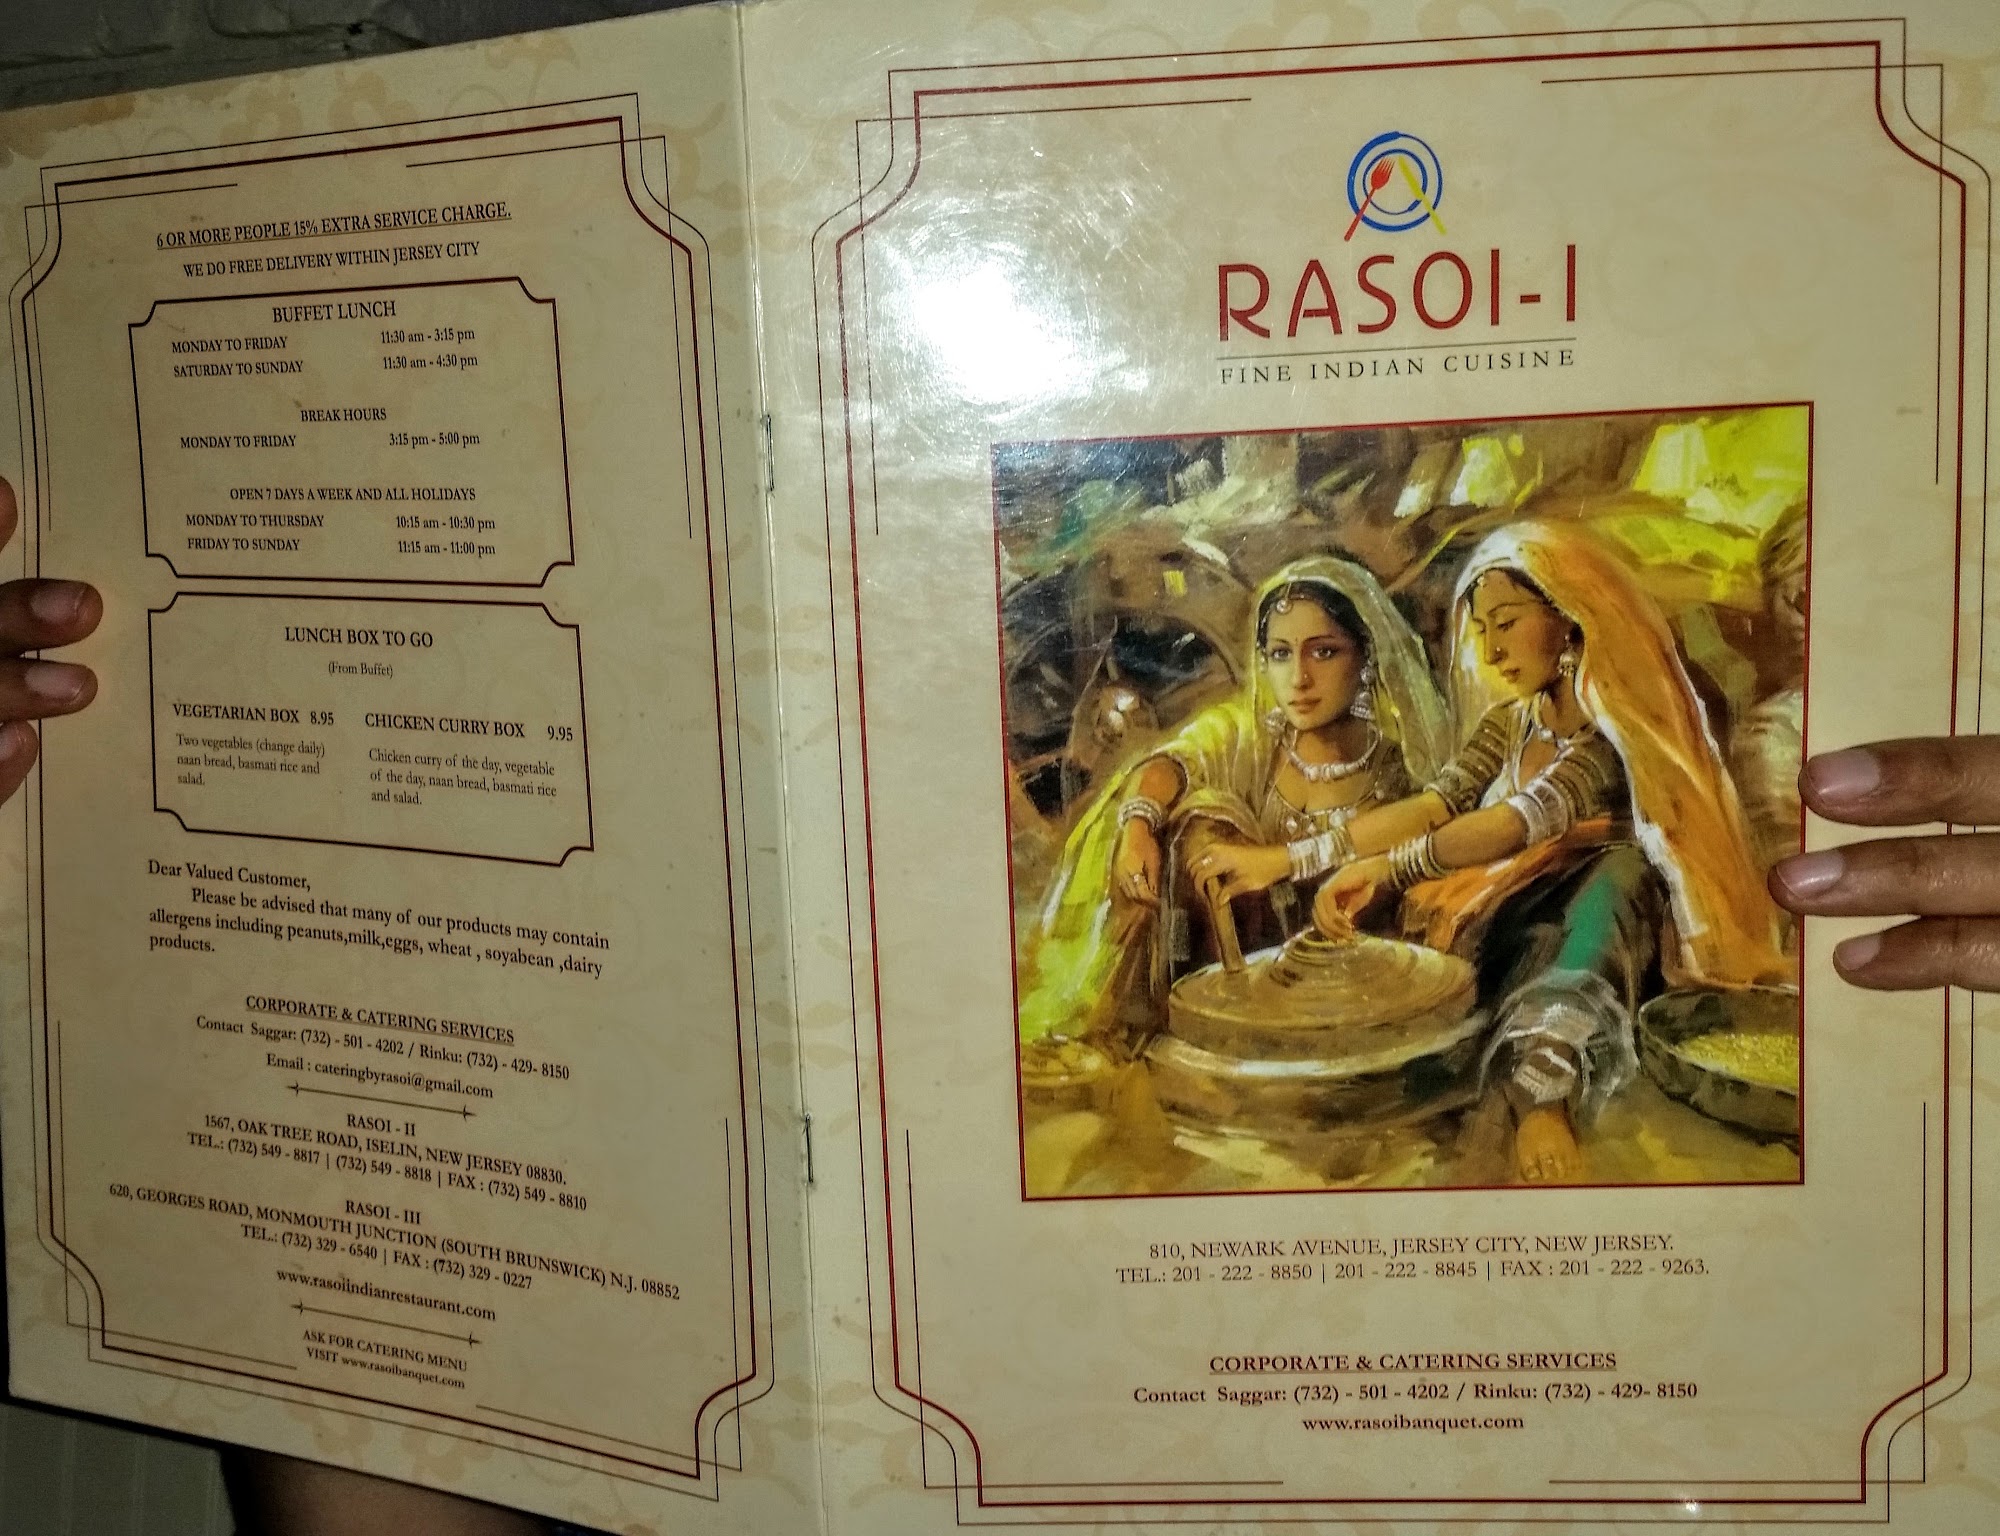 6 OR MORE PEOPLE 15% EXTRA SERVICE CHARGE.
WE DO FREE DELIVERY WITHIN JERSEY CITY
BUFFET LUNCH
MONDAY TO FRIDAY 11:30 am - 3:15 pm
SATURDAY TO SUNDAY 11:30 am - 4:30 pm
BREAK HOURS
MONDAY TO FRIDAY 3:15 pm - 5:00 pm
OPEN 7 DAYS A WEEK AND ALL HOLIDAYS
MONDAY TO THURSDAY 10:15 am - 10:30 pm
FRIDAY TO SUNDAY 11:15 am - 11:00 pm
LUNCH BOX TO GO
(From Buffet)
VEGETARIAN BOX 8.95
Two vegetables (change daily)
naan bread, basmati rice and
salad.
CHICKEN CURRY BOX 9.95
Chicken curry of the day, vegetable
of the day, naan bread, basmati rice
and salad.
Dear Valued Customer,
Please be advised that many of our products may contain
allergens including peanuts,milk,eggs, wheat , soyabean ,dairy
products.
CORPORATE & CATERING SERVICES
Contact Saggar: (732) - 501 - 4202 / Rinku: (732) - 429- 8150
Email : cateringbyrasoi@gmail.com
RASOI - II
1567, OAK TREE ROAD, ISELIN, NEW JERSEY 08830.
TEL.: (732) 549 - 8817 | (732) 549 - 8818 | FAX : (732) 549 - 8810
RASOI - III
620, GEORGES ROAD, MONMOUTH JUNCTION (SOUTH BRUNSWICK) N.J. 08852
TEL.: (732) 329 - 6540 | FAX : (732) 329 - 0227
www.rasoiindianrestaurant.com
ASK FOR CATERING MENU
VISIT www.rasoibanquet.com
RASOI-I
FINE INDIAN CUISINE
810, NEWARK AVENUE, JERSEY CITY, NEW JERSEY.
TEL.: 201 - 222 - 8850 | 201 - 222 - 8845 | FAX : 201 - 222 - 9263.
CORPORATE & CATERING SERVICES
Contact Saggar: (732) - 501 - 4202 / Rinku: (732) - 429- 8150
www.rasoibanquet.com